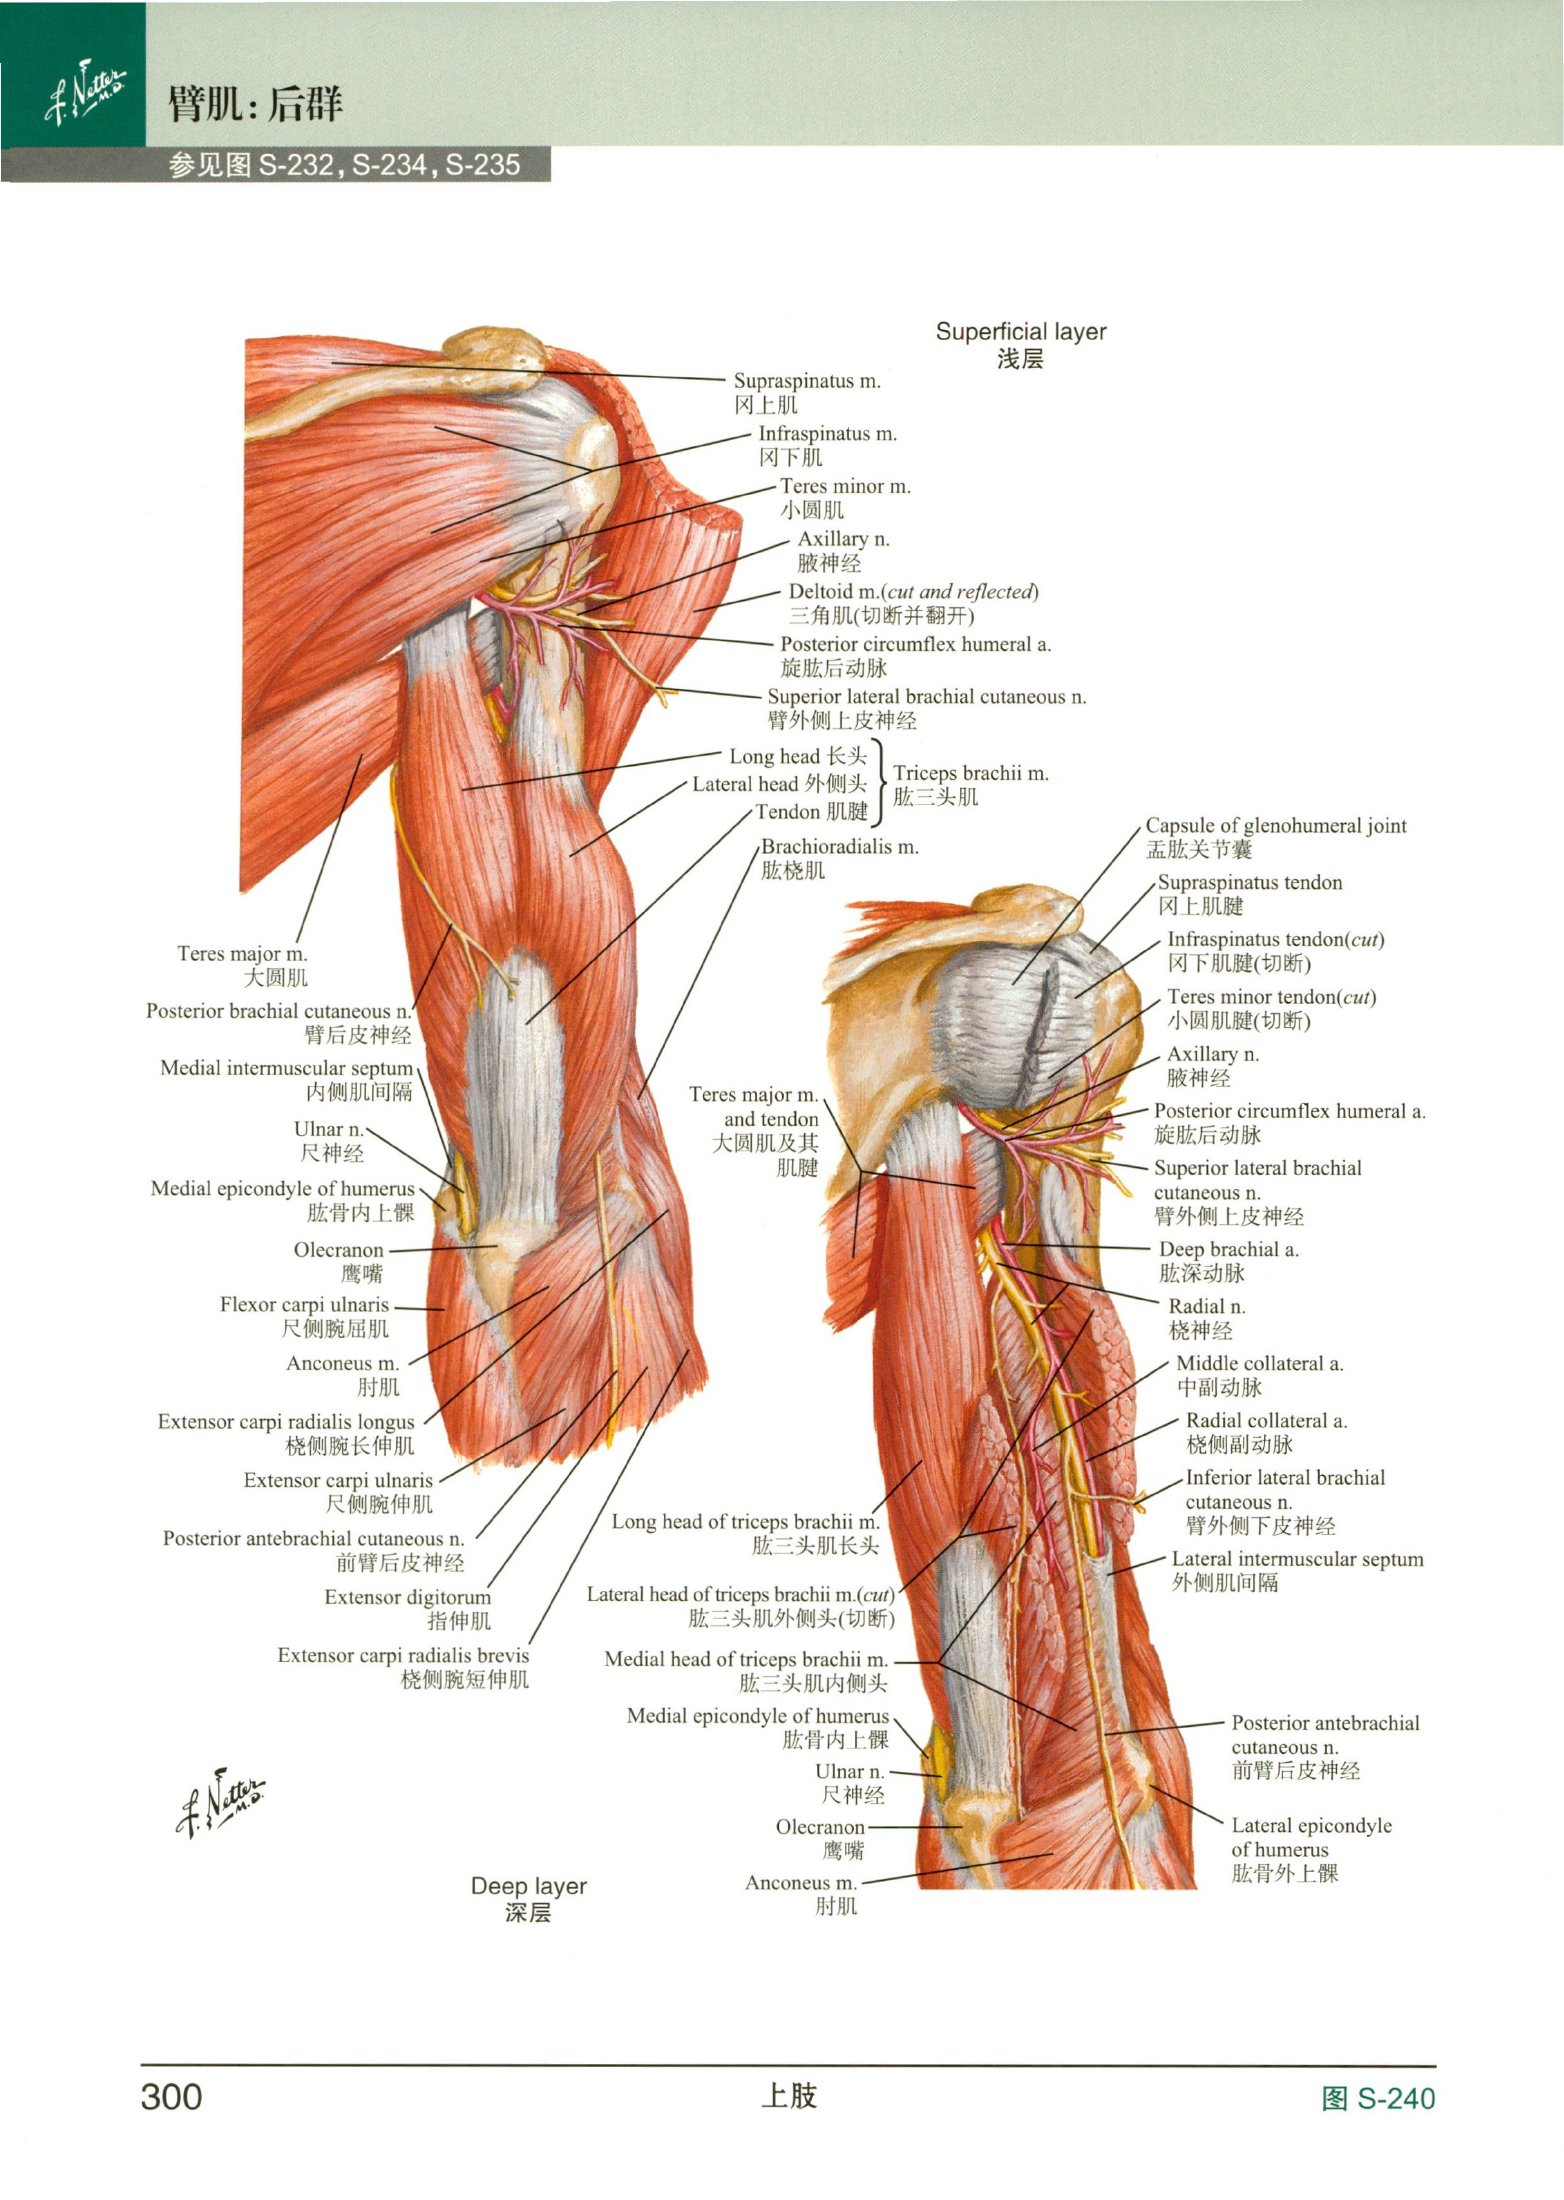 F. Netter M.D.
臂肌：后群
参见图 S-232, S-234, S-235
Superficial layer
浅层
Supraspinatus m.
冈上肌
Infraspinatus m.
冈下肌
Teres minor m.
小圆肌
Axillary n.
腋神经
Deltoid m.(cut and reflected)
三角肌(切断并翻开)
Posterior circumflex humeral a.
旋肱后动脉
Superior lateral brachial cutaneous n.
臂外侧上皮神经
Long head 长头
Lateral head 外侧头
Tendon 肌腱
Triceps brachii m.
肱三头肌
Brachioradialis m.
肱桡肌
Teres major m.
大圆肌
Posterior brachial cutaneous n.
臂后皮神经
Medial intermuscular septum
内侧肌间隔
Ulnar n.
尺神经
Medial epicondyle of humerus
肱骨内上髁
Olecranon
鹰嘴
Flexor carpi ulnaris
尺侧腕屈肌
Anconeus m.
肘肌
Extensor carpi radialis longus
桡侧腕长伸肌
Extensor carpi ulnaris
尺侧腕伸肌
Posterior antebrachial cutaneous n.
前臂后皮神经
Extensor digitorum
指伸肌
Extensor carpi radialis brevis
桡侧腕短伸肌
Capsule of glenohumeral joint
盂肱关节囊
Supraspinatus tendon
冈上肌腱
Infraspinatus tendon(cut)
冈下肌腱(切断)
Teres minor tendon(cut)
小圆肌腱(切断)
Axillary n.
腋神经
Posterior circumflex humeral a.
旋肱后动脉
Superior lateral brachial
cutaneous n.
臂外侧上皮神经
Deep brachial a.
肱深动脉
Radial n.
桡神经
Middle collateral a.
中副动脉
Radial collateral a.
桡侧副动脉
Inferior lateral brachial
cutaneous n.
臂外侧下皮神经
Lateral intermuscular septum
外侧肌间隔
Posterior antebrachial
cutaneous n.
前臂后皮神经
Lateral epicondyle
of humerus
肱骨外上髁
Teres major m.
and tendon
大圆肌及其
肌腱
Long head of triceps brachii m.
肱三头肌长头
Lateral head of triceps brachii m.(cut)
肱三头肌外侧头(切断)
Medial head of triceps brachii m.
肱三头肌内侧头
Medial epicondyle of humerus
肱骨内上髁
Ulnar n.
尺神经
Olecranon
鹰嘴
Anconeus m.
肘肌
F. Netter M.D.
Deep layer
深层
300
上肢
图 S-240